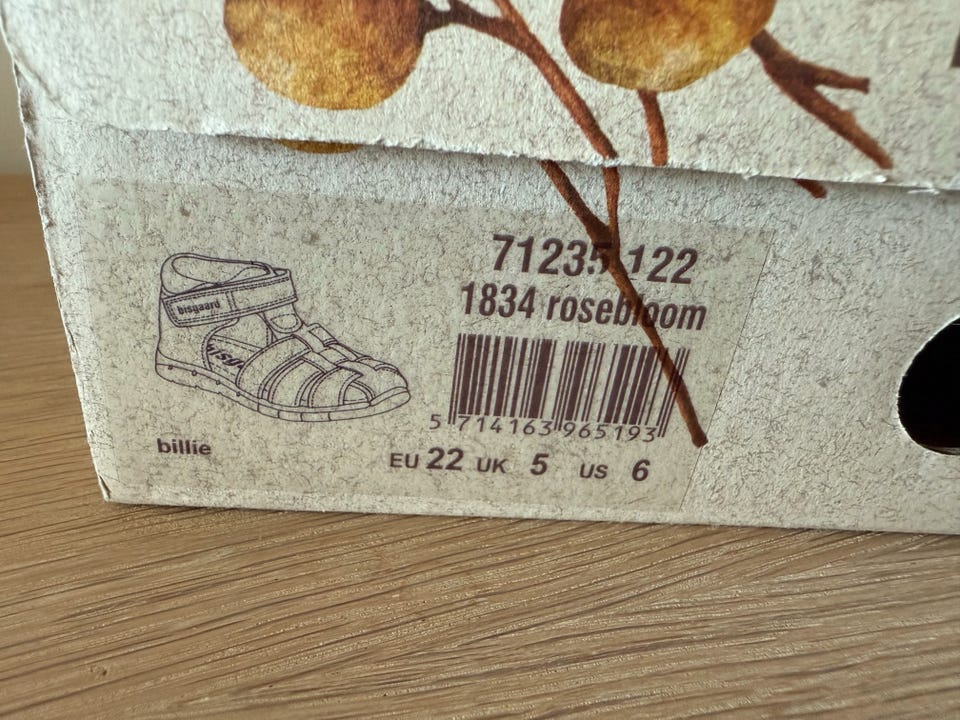 71235.122
1834 rosebloom
bisgaard
5 714163 965193
billie
EU 22 UK 5 US 6